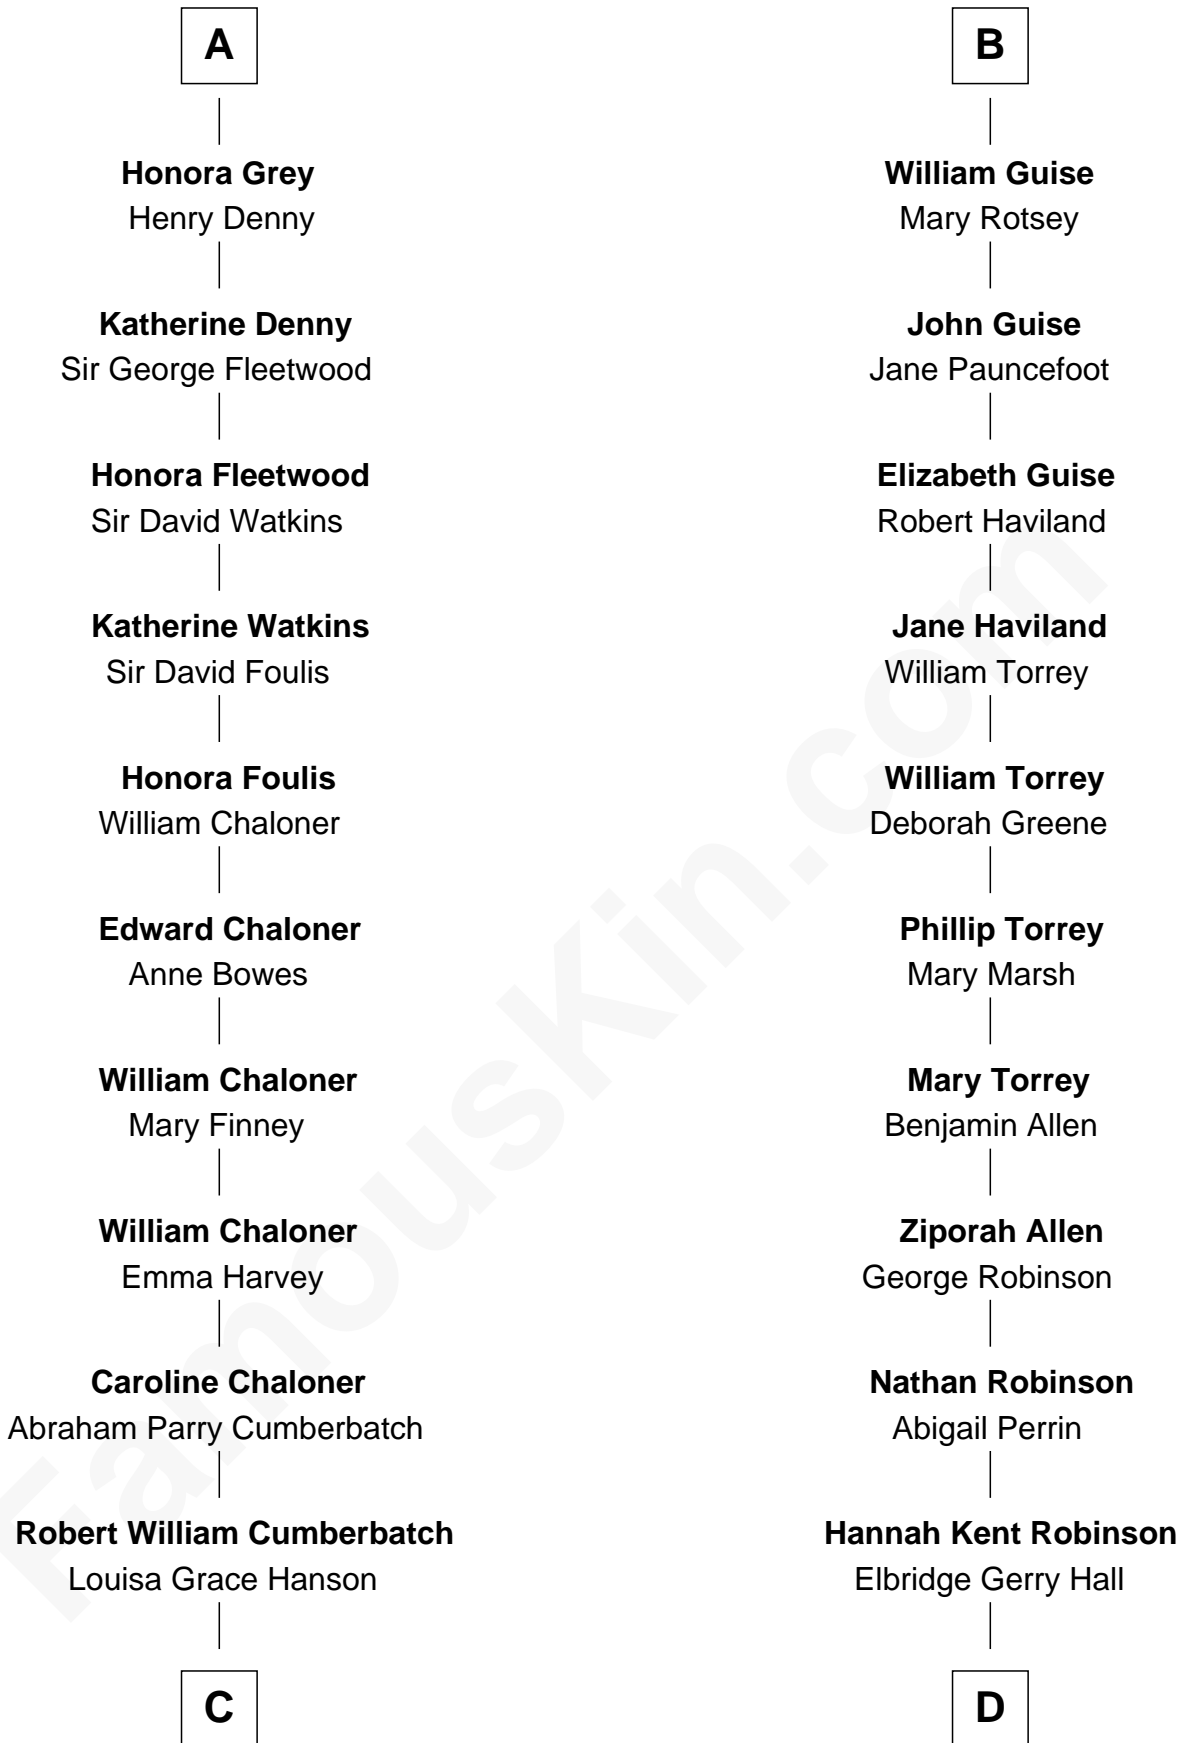 A
Honora Grey
Henry Denny
Katherine Denny
Sir George Fleetwood
Honora Fleetwood
Sir David Watkins
Katherine Watkins
Sir David Foulis
Honora Foulis
William Chaloner
Edward Chaloner
Anne Bowes
William Chaloner
Mary Finney
William Chaloner
Emma Harvey
Caroline Chaloner
Abraham Parry Cumberbatch
Robert William Cumberbatch
Louisa Grace Hanson
C
B
William Guise
Mary Rotsey
John Guise
Jane Pauncefoot
Elizabeth Guise
Robert Haviland
Jane Haviland
William Torrey
William Torrey
Deborah Greene
Phillip Torrey
Mary Marsh
Mary Torrey
Benjamin Allen
Ziporah Allen
George Robinson
Nathan Robinson
Abigail Perrin
Hannah Kent Robinson
Elbridge Gerry Hall
D
FamousKin.com